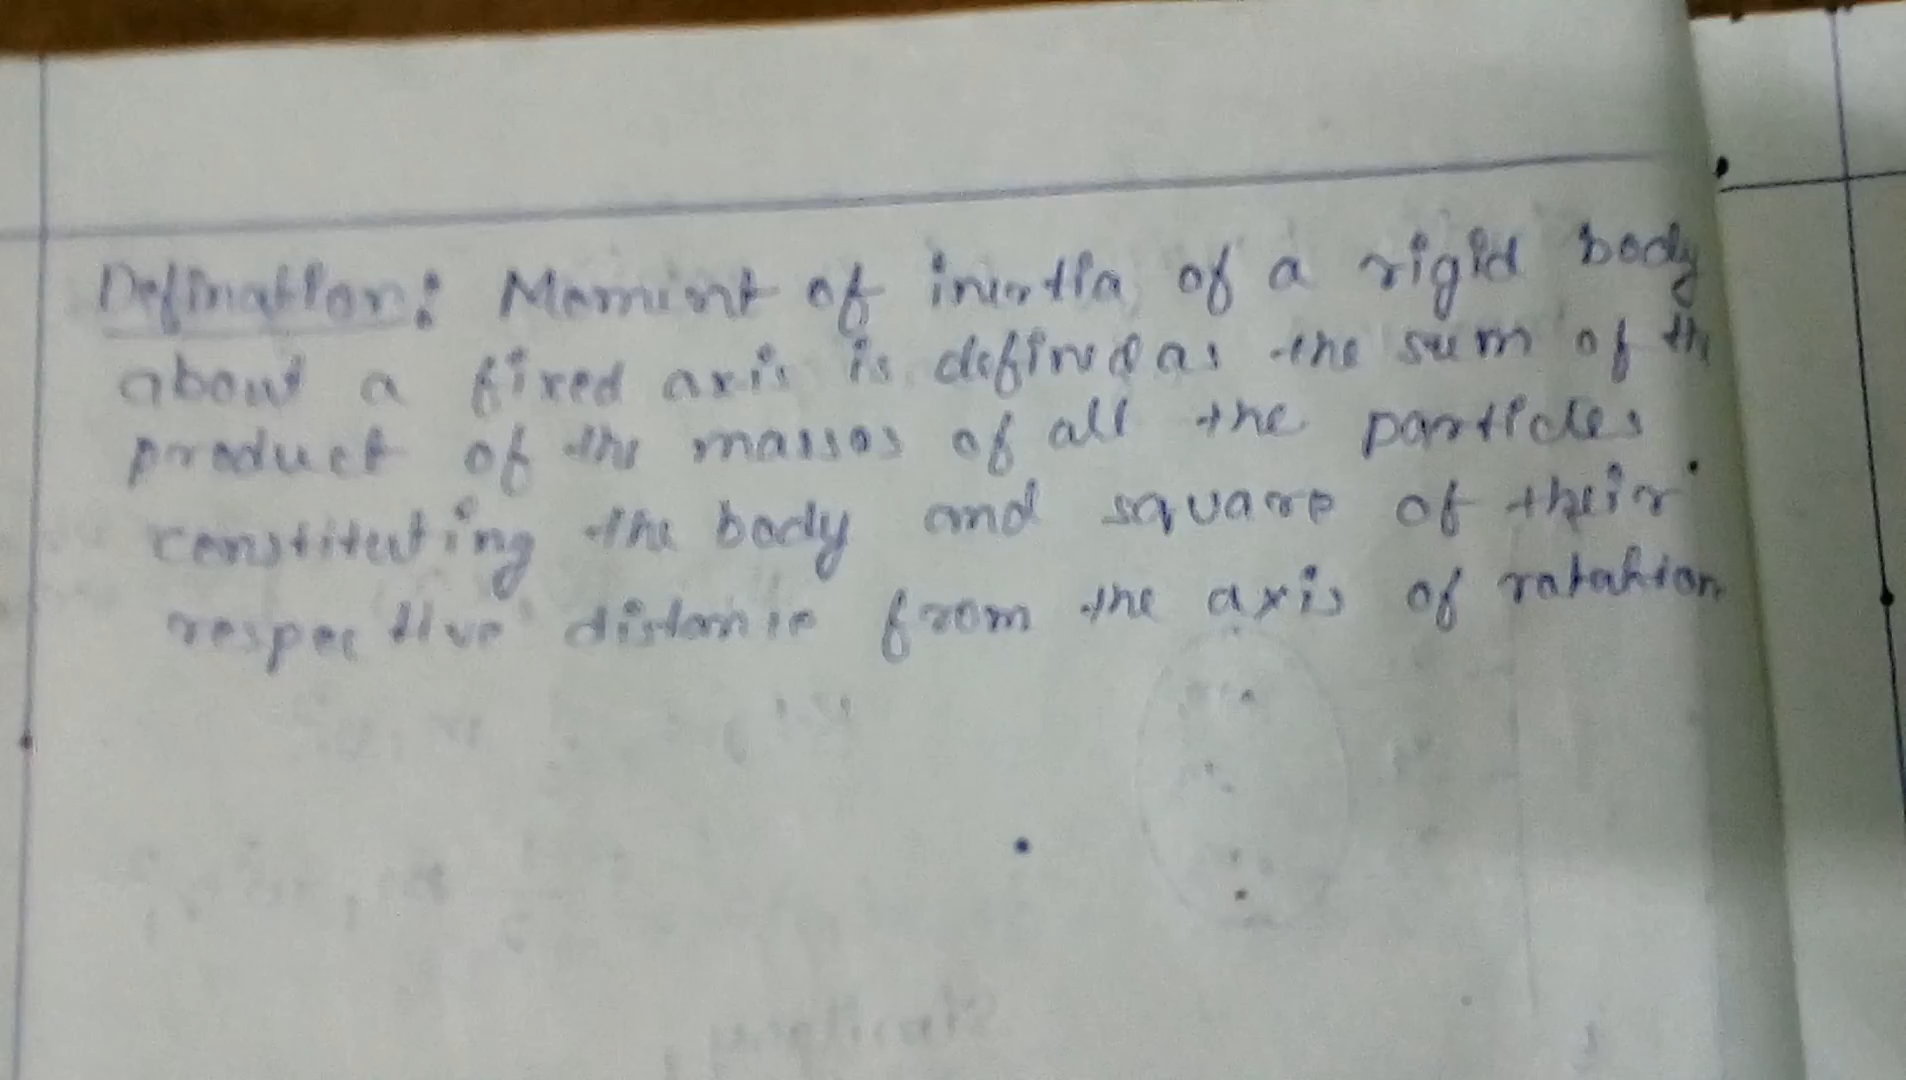 Defination: Momint of inertia of a rigid body
about a fixed axis is defined as the sum of the
product of the masses of all the particles
constituting the body and square of their
respective distance from the axis of rotation